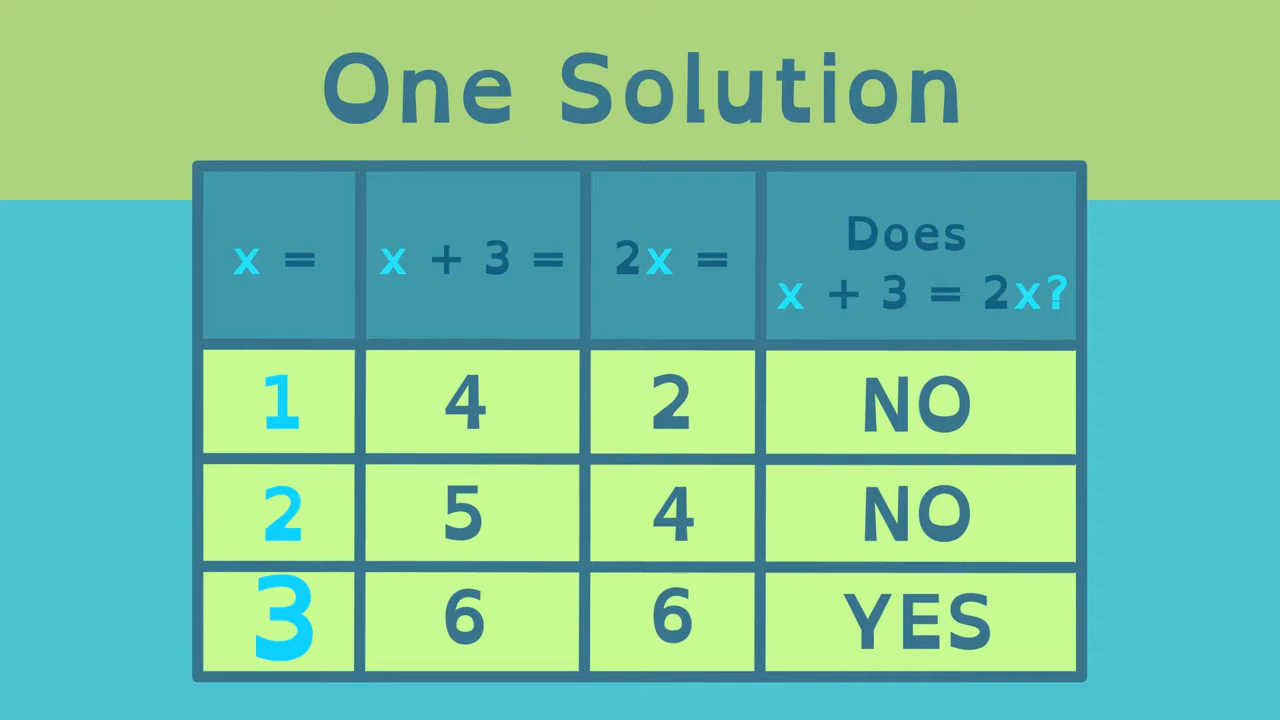 One Solution
x = x + 3 = 2x = Does
x + 3 = 2x?
1 4 2 NO
2 5 4 NO
3 6 6 YES